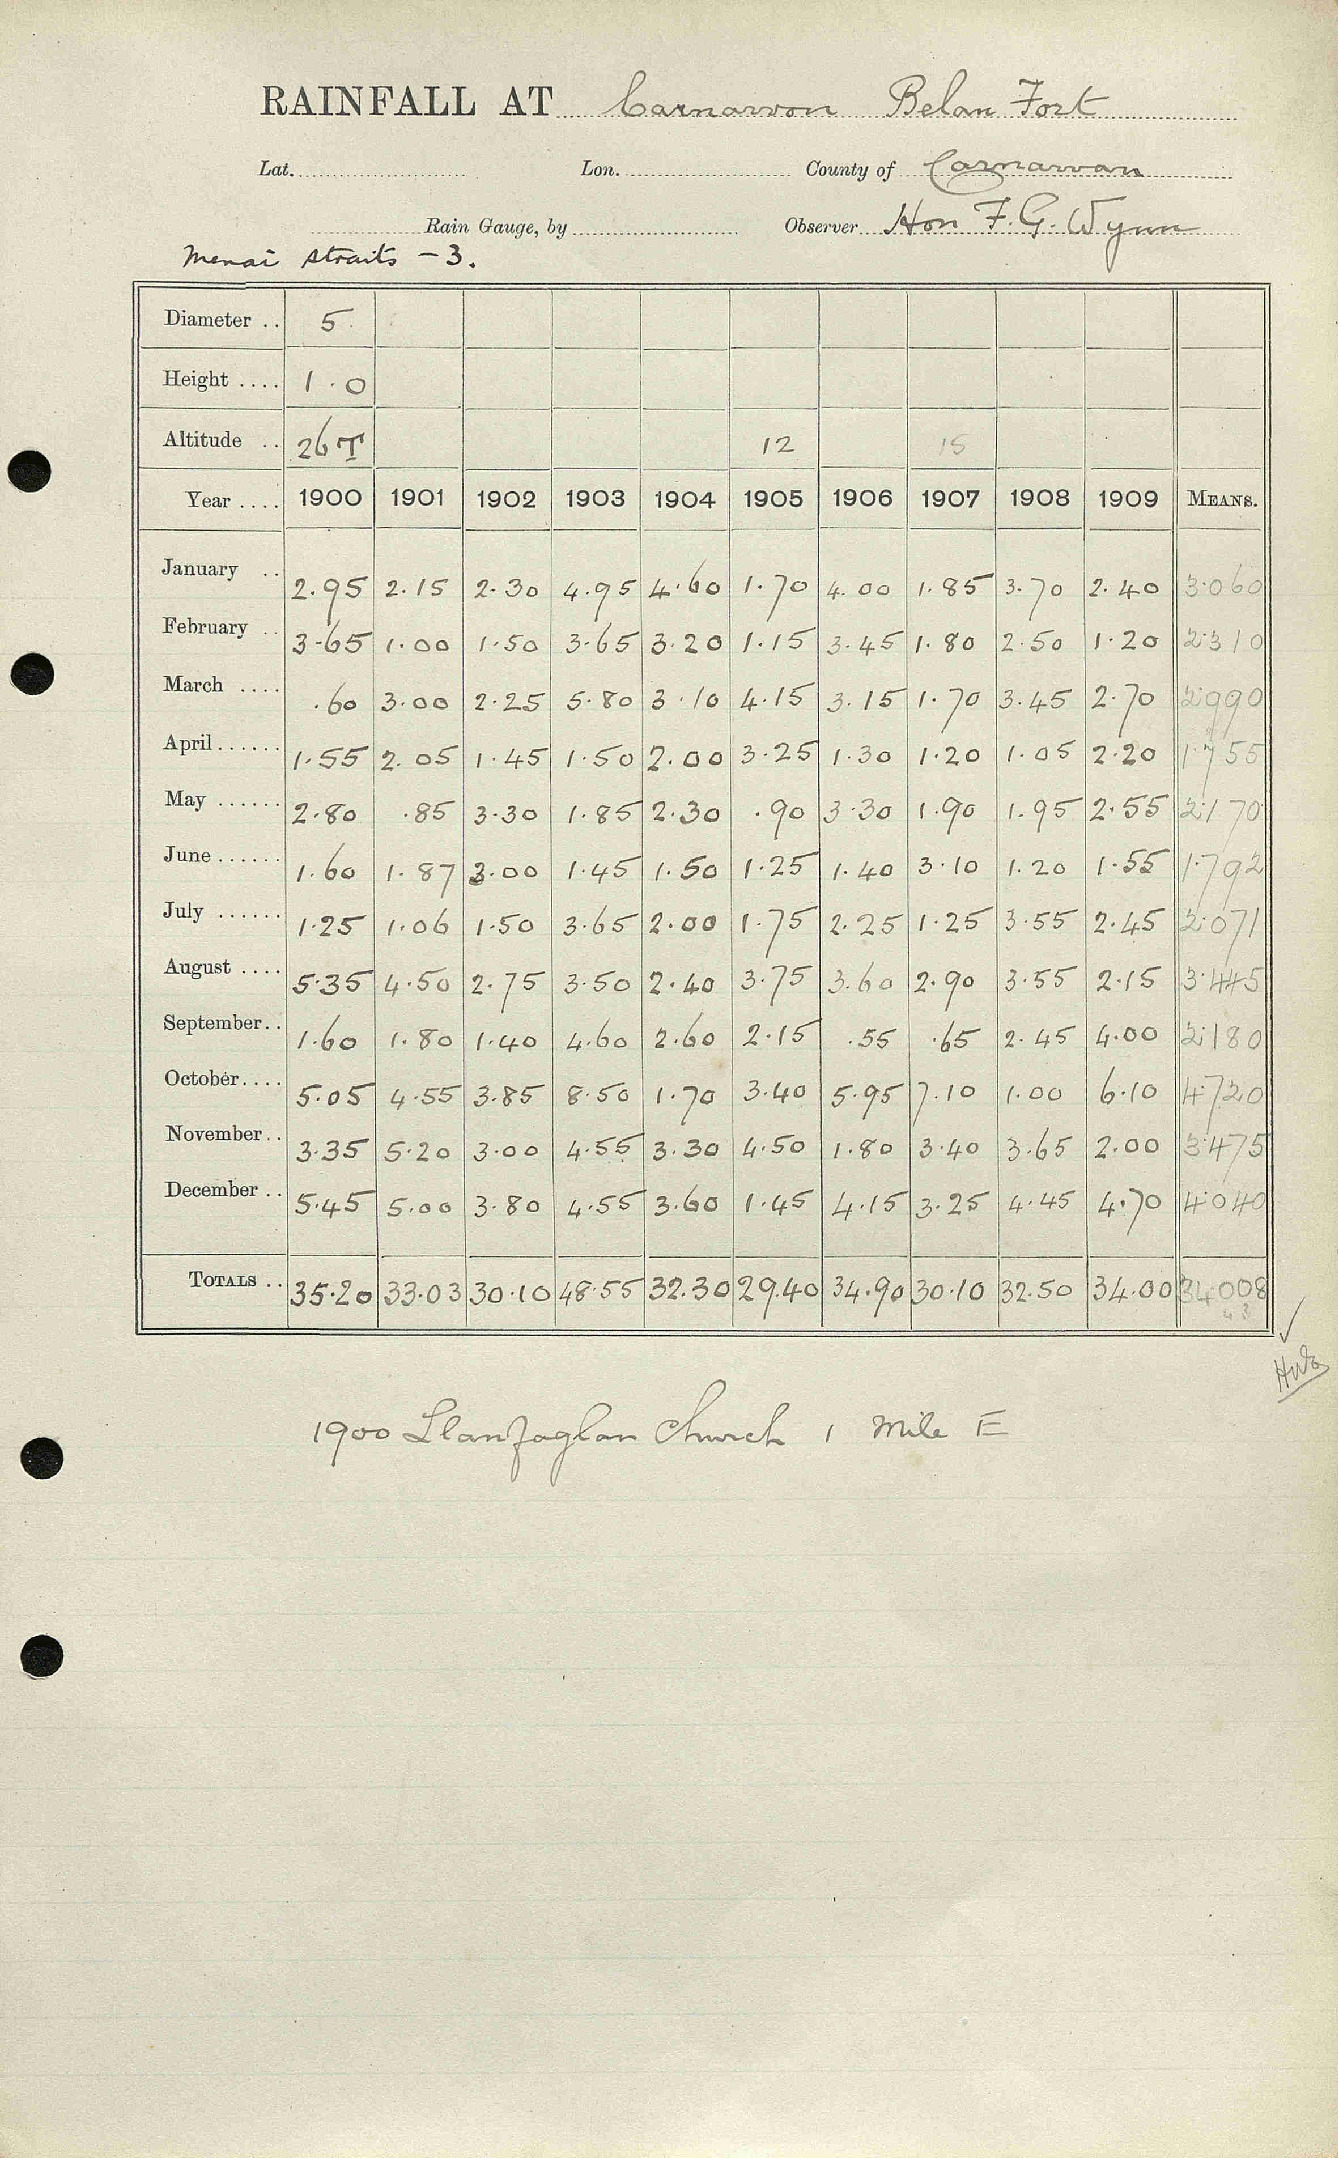 RAINFALL AT Carnarvon Belan Fort
Lat. Lon. County of Carnarvan
Rain Gauge, by Observer Hon F. G. Wynn
Menai Straits - 3.
Diameter .. 5
Height .... 1.0
Altitude .. 26 T 12 15
Year .... 1900 1901 1902 1903 1904 1905 1906 1907 1908 1909 MEANS.
January .. 2.95 2.15 2.30 4.95 4.60 1.70 4.00 1.85 3.70 2.40 3.060
February .. 3.65 1.00 1.50 3.65 3.20 1.15 3.45 1.80 2.50 1.20 2.310
March .... .60 3.00 2.25 5.80 3.10 4.15 3.15 1.70 3.45 2.70 2.990
April...... 1.55 2.05 1.45 1.50 2.00 3.25 1.30 1.20 1.05 2.20 1.755
May ...... 2.80 .85 3.30 1.85 2.30 .90 3.30 1.90 1.95 2.55 2.170
June...... 1.60 1.87 3.00 1.45 1.50 1.25 1.40 3.10 1.20 1.55 1.792
July ...... 1.25 1.06 1.50 3.65 2.00 1.75 2.25 1.25 3.55 2.45 2.071
August .... 5.35 4.50 2.75 3.50 2.40 3.75 3.60 2.90 3.55 2.15 3.445
September.. 1.60 1.80 1.40 4.60 2.60 2.15 .55 .65 2.45 4.00 2.180
October.... 5.05 4.55 3.85 8.50 1.70 3.40 5.95 7.10 1.00 6.10 4.720
November.. 3.35 5.20 3.00 4.55 3.30 4.50 1.80 3.40 3.65 2.00 3.475
December .. 5.45 5.00 3.80 4.55 3.60 1.45 4.15 3.25 4.45 4.70 4.040
TOTALS .. 35.20 33.03 30.10 48.55 32.30 29.40 34.90 30.10 32.50 34.00 34.008
1900 Llanfaglan Church 1 mile E